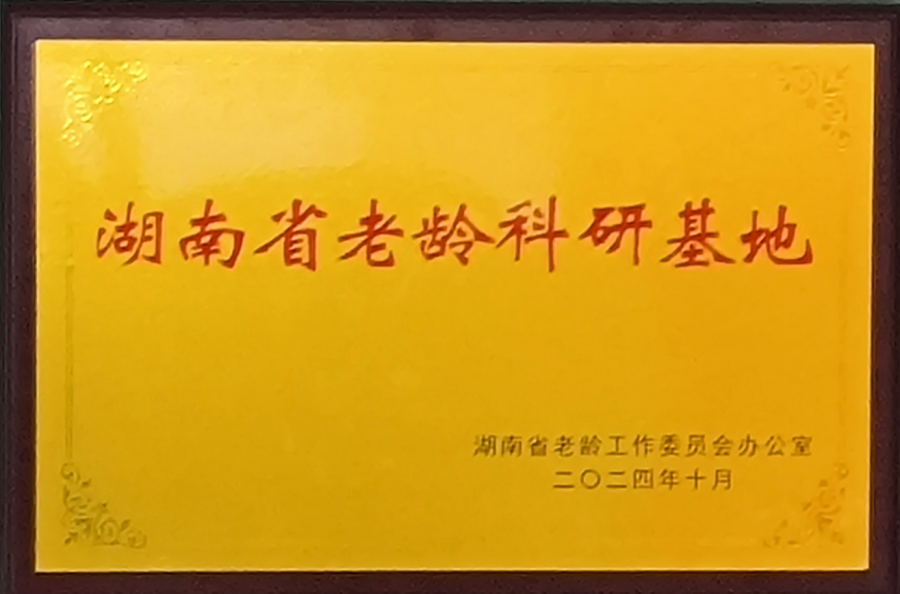 湖南省老龄科研基地
湖南省老龄工作委员会办公室
二〇二四年十月